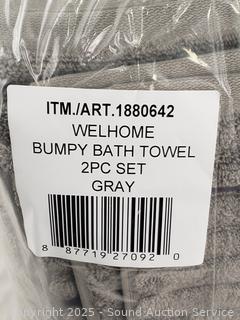 ITM./ART.1880642
WELHOME
BUMPY BATH TOWEL
2PC SET
GRAY
8 87719 27092 0
Copyright 2025 - Sound Auction Service